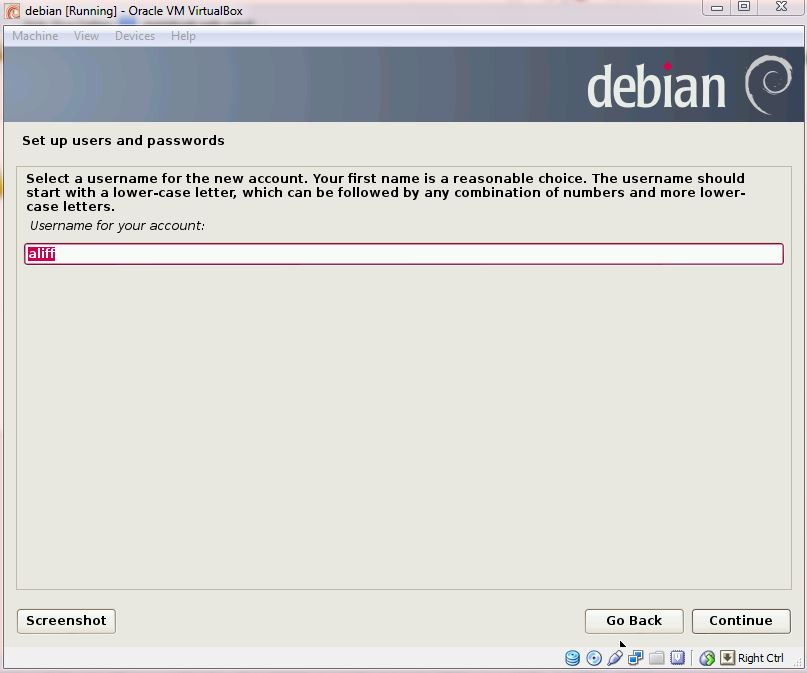 debian [Running] - Oracle VM VirtualBox
Machine View Devices Help
debian
Set up users and passwords
Select a username for the new account. Your first name is a reasonable choice. The username should
start with a lower-case letter, which can be followed by any combination of numbers and more lower-
case letters.
Username for your account:
aliff
Screenshot Go Back Continue
Right Ctrl